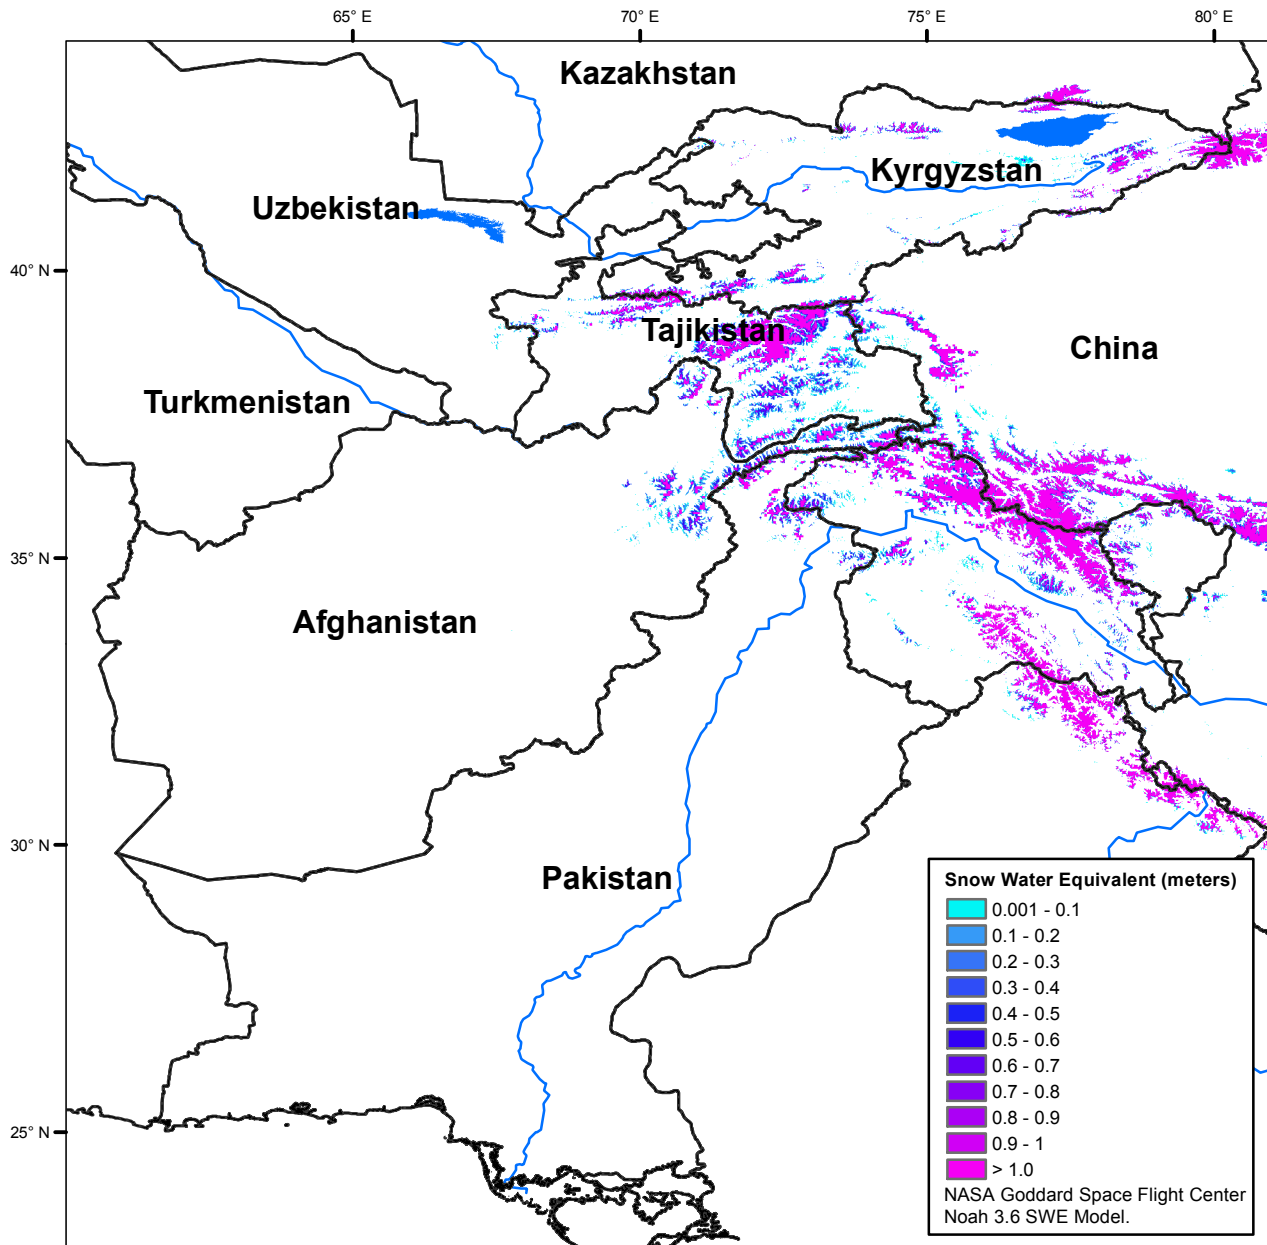 65° E
70° E
75° E
80° E
Kazakhstan
Kyrgyzstan
Uzbekistan
40° N
Tajikistan
China
Turkmenistan
35° N
Afghanistan
30° N
Pakistan
25° N
Snow Water Equivalent (meters)
0.001 - 0.1
0.1 - 0.2
0.2 - 0.3
0.3 - 0.4
0.4 - 0.5
0.5 - 0.6
0.6 - 0.7
0.7 - 0.8
0.8 - 0.9
0.9 - 1
> 1.0
NASA Goddard Space Flight Center
Noah 3.6 SWE Model.